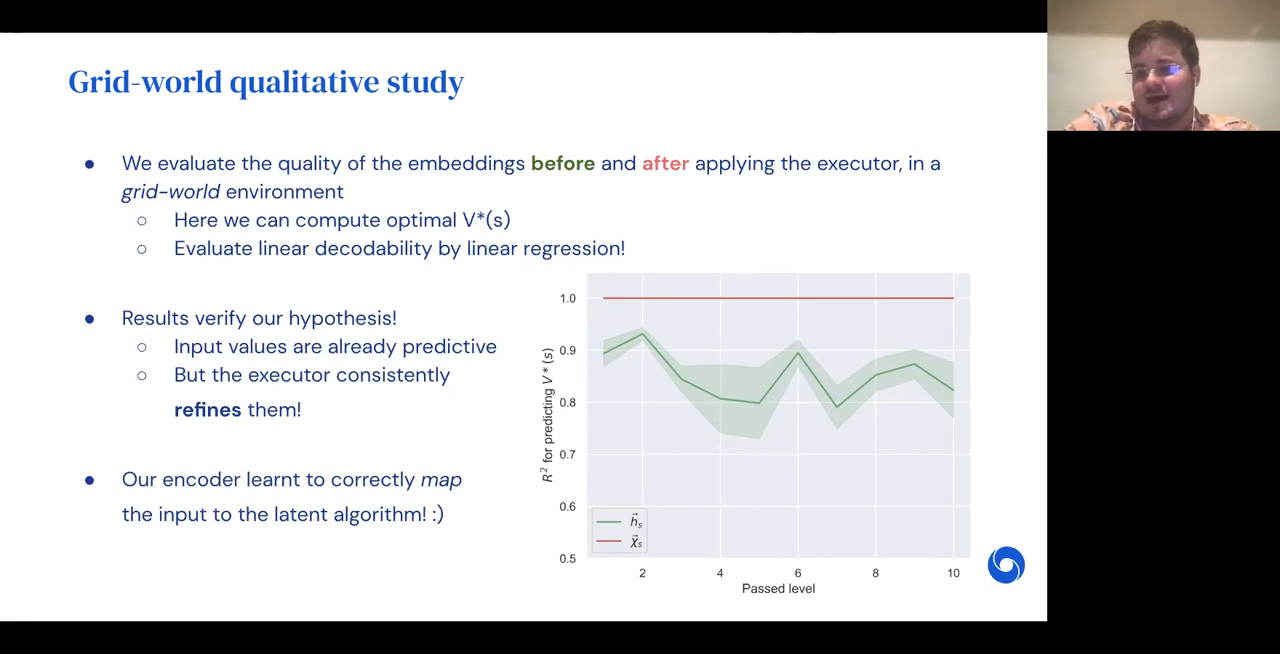 Grid-world qualitative study
● We evaluate the quality of the embeddings before and after applying the executor, in a
grid-world environment
○ Here we can compute optimal V*(s)
○ Evaluate linear decodability by linear regression!
● Results verify our hypothesis!
○ Input values are already predictive
○ But the executor consistently
refines them!
● Our encoder learnt to correctly map
the input to the latent algorithm! :)
R² for predicting V*(s)
1.0
0.9
0.8
0.7
0.6
0.5
h⃗ₛ
χ⃗ₛ
2 4 6 8 10
Passed level